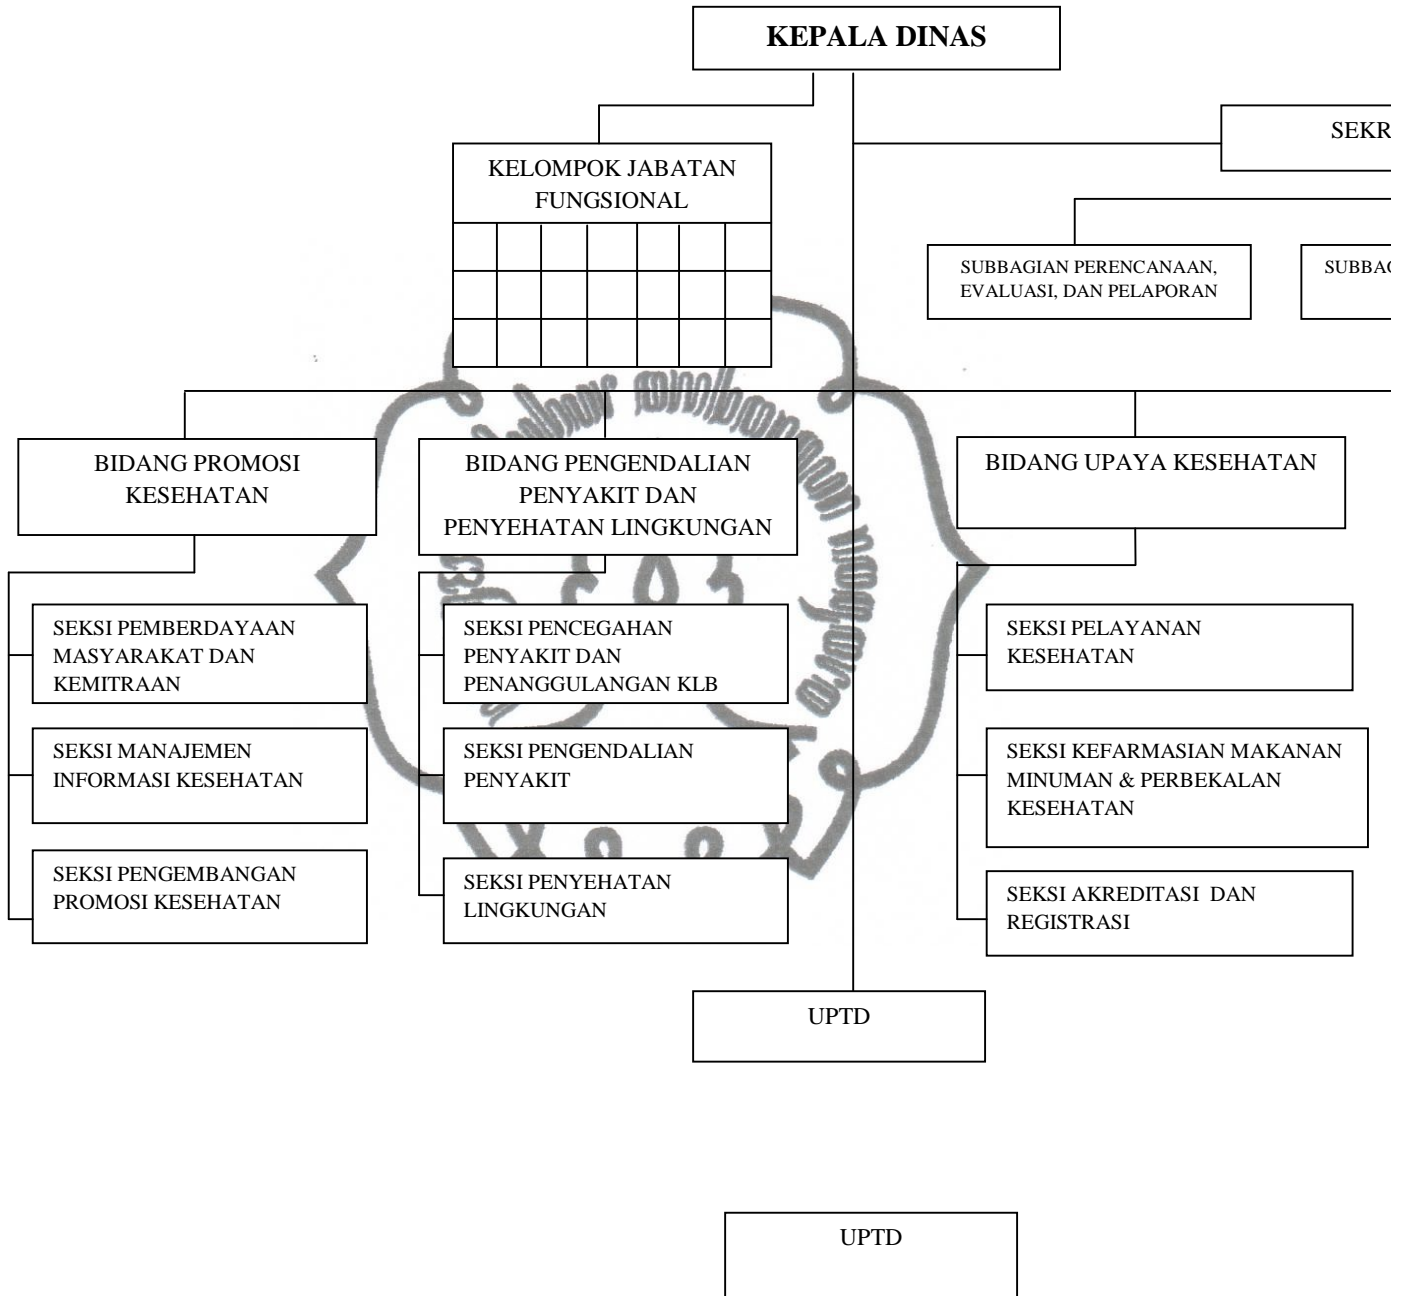 KEPALA DINAS
SEKR
KELOMPOK JABATAN
FUNGSIONAL
SUBBAGIAN PERENCANAAN,
EVALUASI, DAN PELAPORAN
SUBBAG
BIDANG PROMOSI
KESEHATAN
BIDANG PENGENDALIAN
PENYAKIT DAN
PENYEHATAN LINGKUNGAN
BIDANG UPAYA KESEHATAN
SEKSI PEMBERDAYAAN
MASYARAKAT DAN
KEMITRAAN
SEKSI PENCEGAHAN
PENYAKIT DAN
PENANGGULANGAN KLB
SEKSI PELAYANAN
KESEHATAN
SEKSI MANAJEMEN
INFORMASI KESEHATAN
SEKSI PENGENDALIAN
PENYAKIT
SEKSI KEFARMASIAN MAKANAN
MINUMAN & PERBEKALAN
KESEHATAN
SEKSI PENGEMBANGAN
PROMOSI KESEHATAN
SEKSI PENYEHATAN
LINGKUNGAN
SEKSI AKREDITASI  DAN
REGISTRASI
UPTD
UPTD